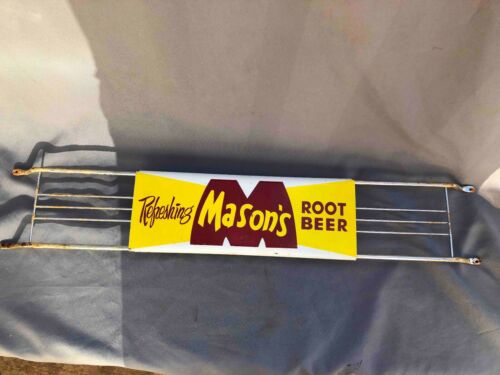 Refreshing
Mason's
ROOT
BEER